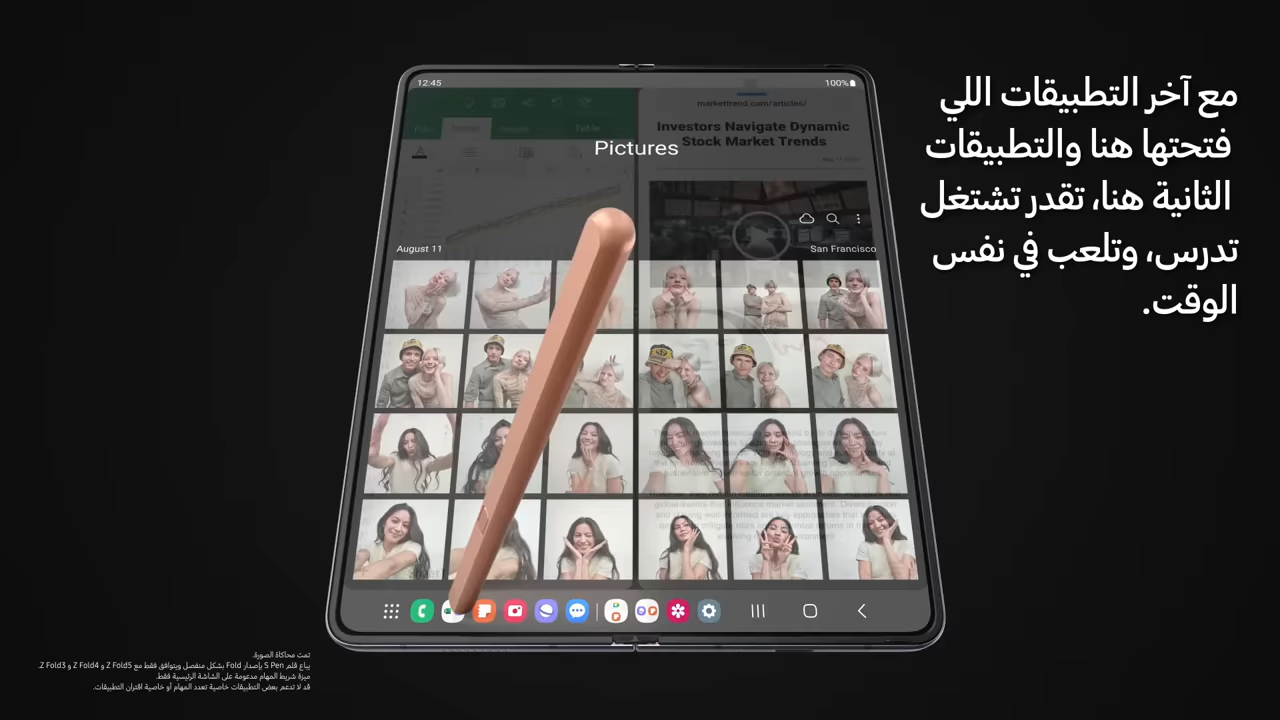 مع آخر التطبيقات اللي
فتحتها هنا والتطبيقات
الثانية هنا، تقدر تشتغل
تدرس، وتلعب في نفس
الوقت.
12:45
100%
markettrend.com/articles/
Table
Investors Navigate Dynamic
Stock Market Trends
Pictures
August 11
San Francisco
تمت محاكاة الصورة.
يباع قلم S Pen بإصدار Fold بشكل منفصل ويتوافق فقط مع Z Fold5 و Z Fold4 و Z Fold3.
ميزة شريط المهام مدعومة على الشاشة الرئيسية فقط.
قد لا تدعم بعض التطبيقات خاصية تعدد المهام أو خاصية اقتران التطبيقات.